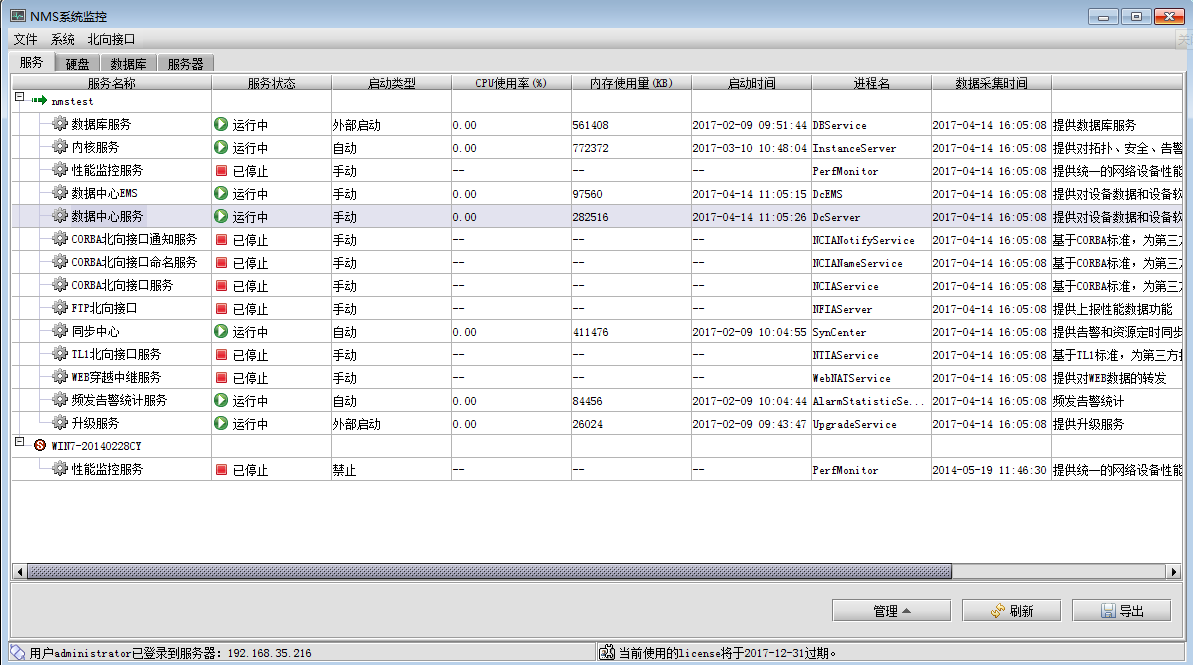 NMS系统监控
文件 系统 北向接口
服务 硬盘 数据库 服务器
服务名称 服务状态 启动类型 CPU使用率(%) 内存使用量(KB) 启动时间 进程名 数据采集时间
nmstest
数据库服务 运行中 外部启动 0.00 561408 2017-02-09 09:51:44 DBService 2017-04-14 16:05:08 提供数据库服务
内核服务 运行中 自动 0.00 772372 2017-03-10 10:48:04 InstanceServer 2017-04-14 16:05:08 提供对拓扑、安全、告警
性能监控服务 已停止 手动 -- -- -- PerfMonitor 2017-04-14 16:05:08 提供统一的网络设备性能
数据中心EMS 运行中 手动 0.00 97560 2017-04-14 11:05:15 DcEMS 2017-04-14 16:05:08 提供对设备数据和设备软
数据中心服务 运行中 手动 0.00 282516 2017-04-14 11:05:26 DcServer 2017-04-14 16:05:08 提供对设备数据和设备软
CORBA北向接口通知服务 已停止 手动 -- -- -- NCIANotifyService 2017-04-14 16:05:08 基于CORBA标准，为第三方
CORBA北向接口命名服务 已停止 手动 -- -- -- NCIANameService 2017-04-14 16:05:08 基于CORBA标准，为第三方
CORBA北向接口服务 已停止 手动 -- -- -- NCIAService 2017-04-14 16:05:08 基于CORBA标准，为第三方
FTP北向接口 已停止 手动 -- -- -- NFIAServer 2017-04-14 16:05:08 提供上报性能数据功能
同步中心 运行中 自动 0.00 411476 2017-02-09 10:04:55 SynCenter 2017-04-14 16:05:08 提供告警和资源定时同步
TL1北向接口服务 已停止 手动 -- -- -- NTIAService 2017-04-14 16:05:08 基于TL1标准，为第三方
WEB穿越中继服务 已停止 手动 -- -- -- WebNATService 2017-04-14 16:05:08 提供对WEB数据的转发
频发告警统计服务 运行中 自动 0.00 84456 2017-02-09 10:04:44 AlarmStatisticSe... 2017-04-14 16:05:08 频发告警统计
升级服务 运行中 外部启动 0.00 26024 2017-02-09 09:43:47 UpgradeService 2017-04-14 16:05:08 提供升级服务
WIN7-20140228CY
性能监控服务 已停止 禁止 -- -- -- PerfMonitor 2014-05-19 11:46:30 提供统一的网络设备性能
管理 刷新 导出
用户administrator已登录到服务器: 192.168.35.216 当前使用的license将于2017-12-31过期。